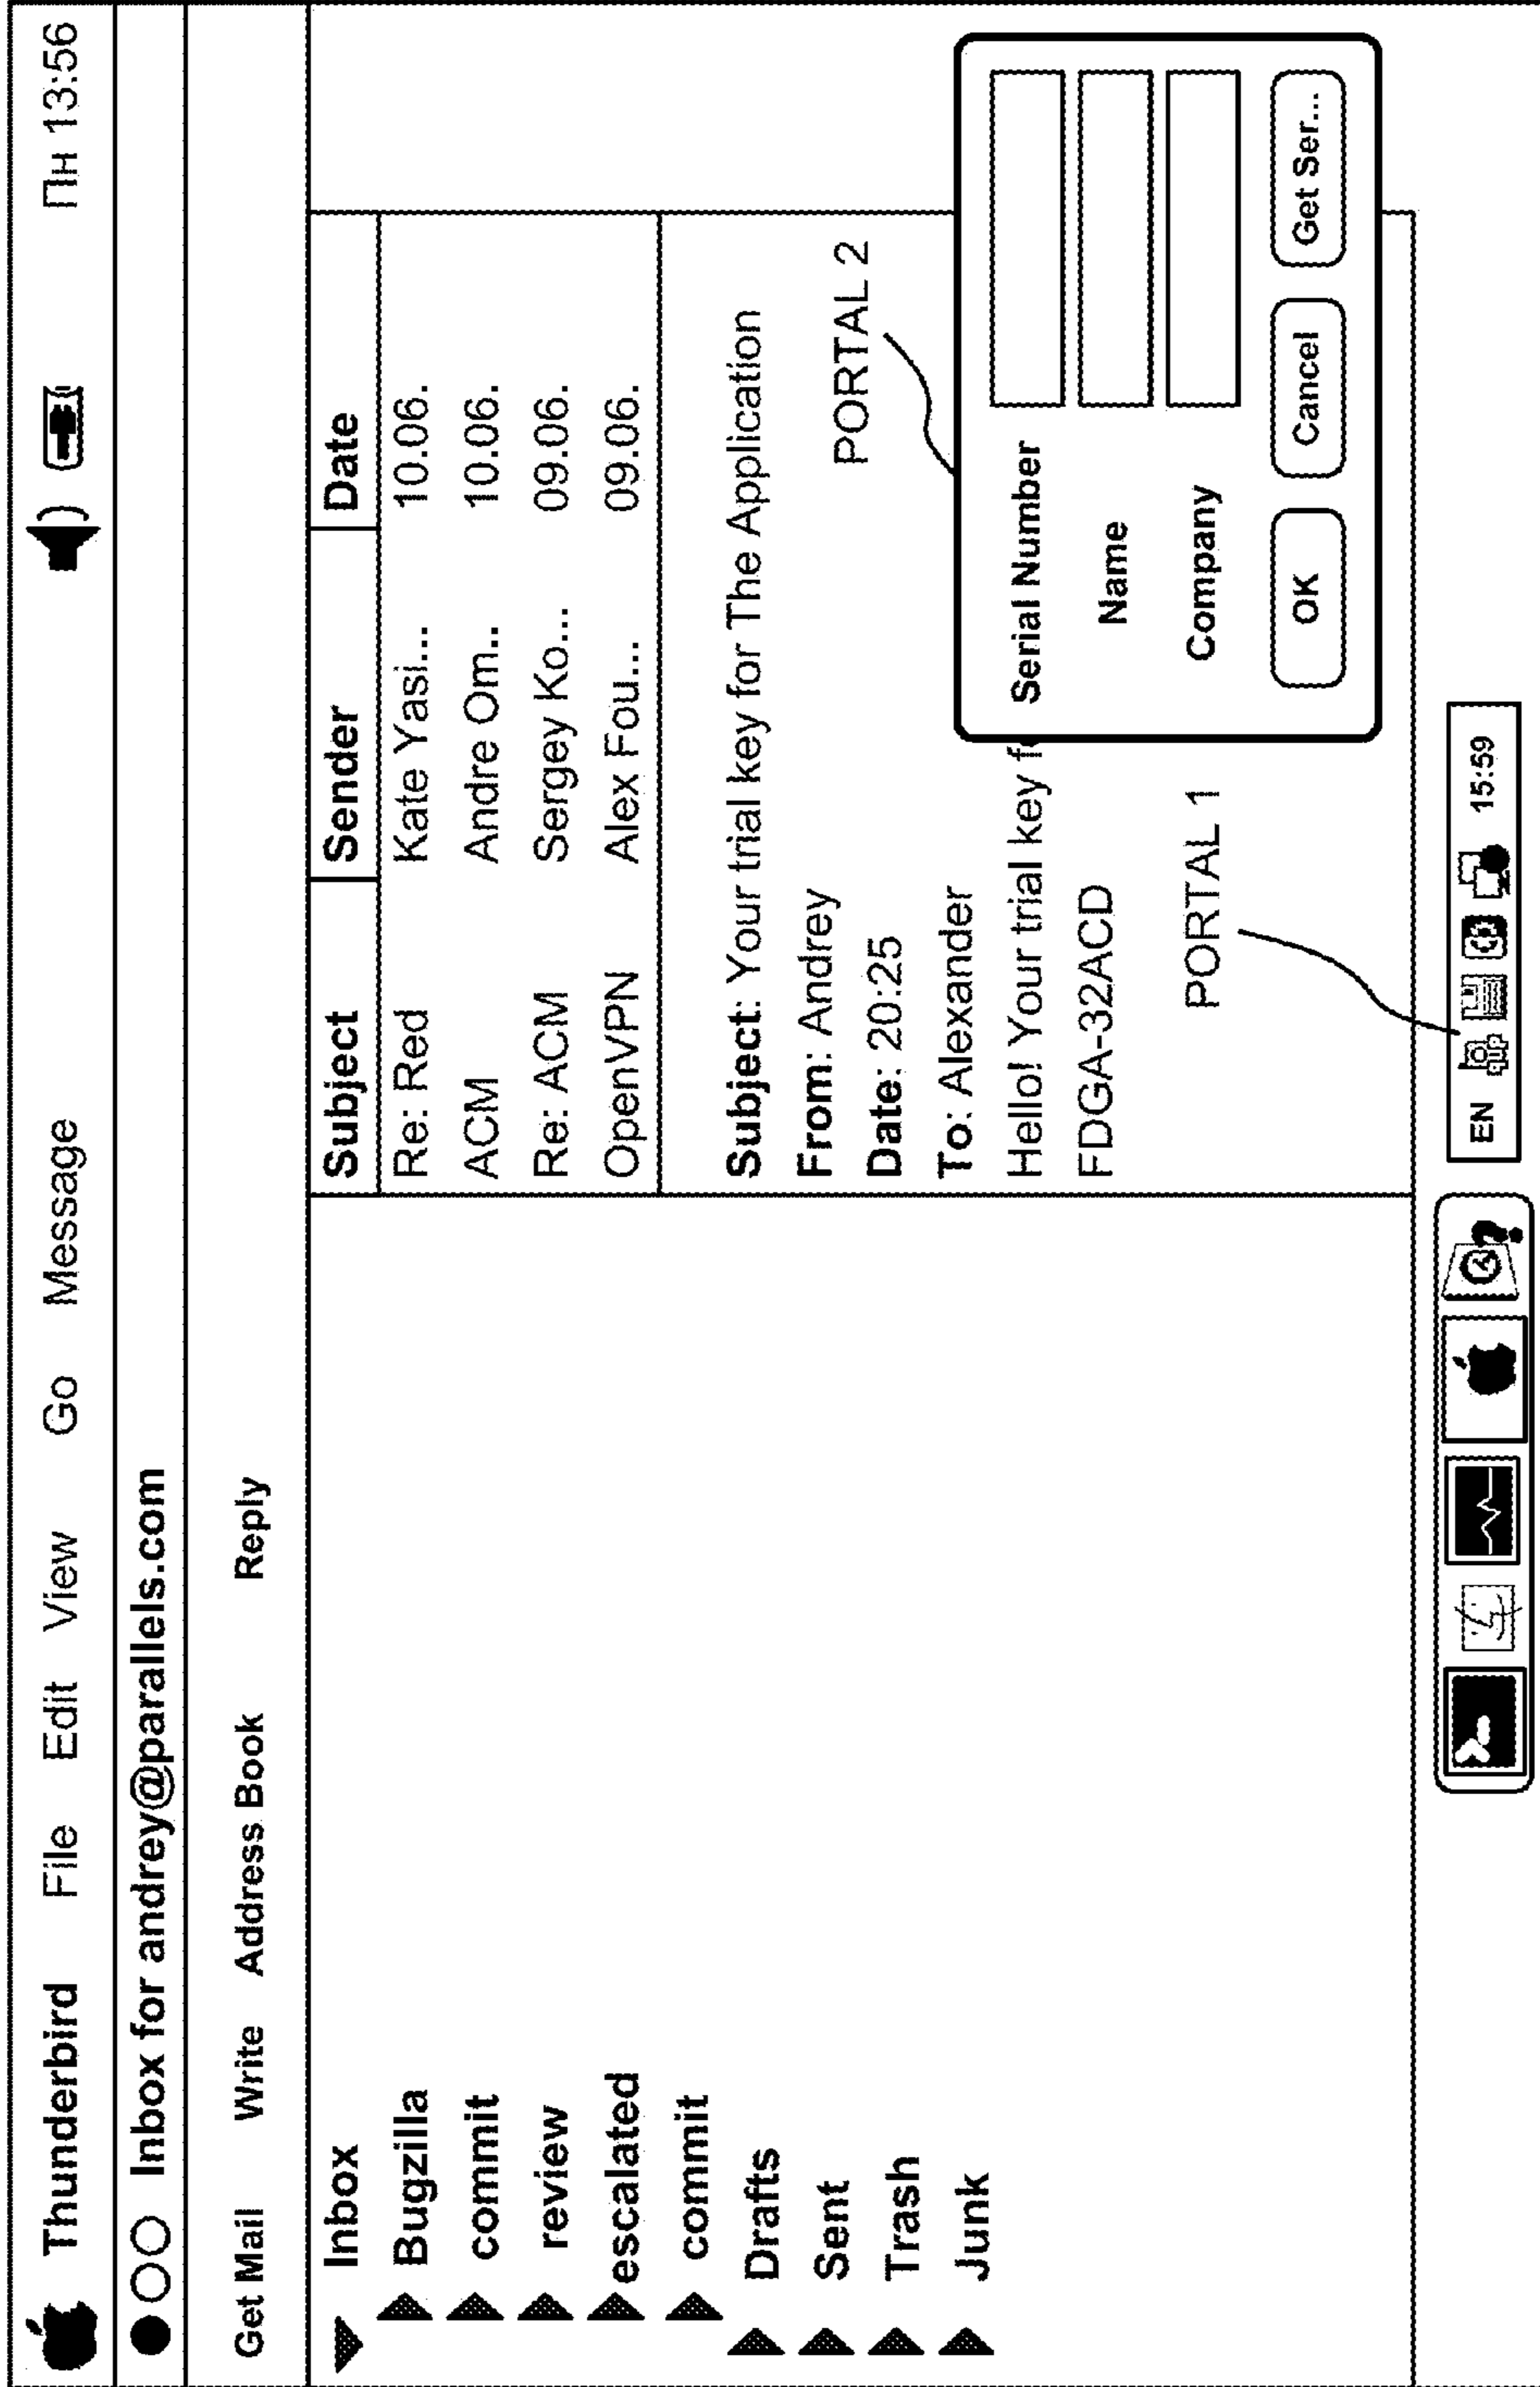 Thunderbird File Edit View Go Message Пн 13:56
Inbox for andrey@parallels.com
Get Mail Write Address Book Reply
Inbox
Bugzilla
commit
review
escalated
commit
Drafts
Sent
Trash
Junk
Subject Sender Date
Re: Red Kate Yasi... 10.06.
ACM Andre Om.. 10.06.
Re: ACM Sergey Ko... 09.06.
OpenVPN Alex Fou... 09.06.
Subject: Your trial key for The Application
From: Andrey
Date: 20:25
To: Alexander
Hello! Your trial key
FDGA-32ACD
PORTAL 2
Serial Number
Name
Company
OK Cancel Get Ser...
PORTAL 1
EN 15:59